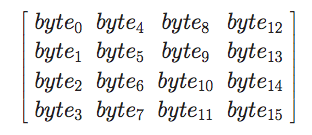 byte0 byte4 byte8 byte12
byte1 byte5 byte9 byte13
byte2 byte6 byte10 byte14
byte3 byte7 byte11 byte15